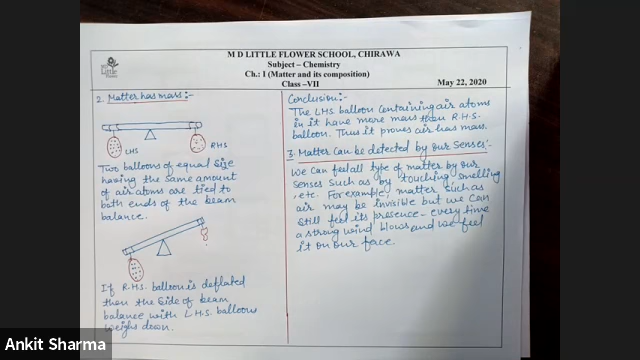 M D LITTLE FLOWER SCHOOL, CHIRAWA
Subject – Chemistry
Ch.: I (Matter and its composition)
Class –VII
May 22, 2020
Little
Flower
2. Matter has mass:-
LHS
RHS
Two balloons of equal size
having the same amount
of air atoms are tied to
both ends of the beam
balance.
If R.H.S. balloon is deflated
then the side of beam
balance with L.H.S. balloons
weighs down.
Conclusion:-
The LHS balloon containing air atoms
in it have more mass than R.H.S.
balloon. Thus it proves air has mass.
3. Matter can be detected by our Senses:-
We can feel all type of matter by our
senses such as by touching smelling
, etc. For example, matter such as
air may be invisible but we can
still feel its presence – every time
a strong wind blows and we feel
it on our face.
Ankit Sharma